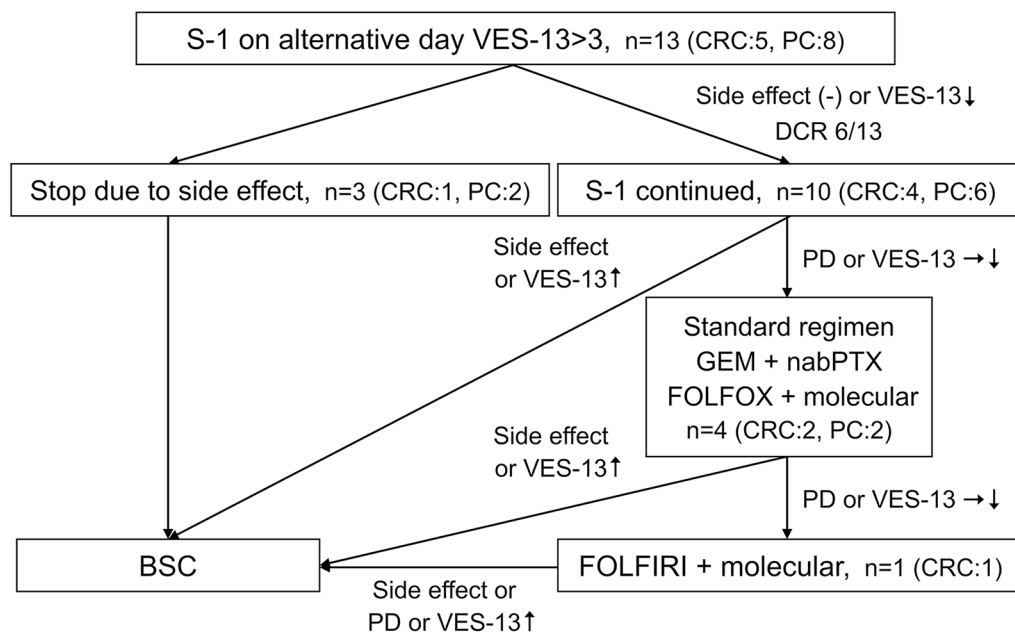 S-1 on alternative day VES-13>3, n=13 (CRC:5, PC:8)
Side effect (-) or VES-13↓
DCR 6/13
Stop due to side effect, n=3 (CRC:1, PC:2)
S-1 continued, n=10 (CRC:4, PC:6)
Side effect
or VES-13↑
PD or VES-13 →↓
Standard regimen
GEM + nabPTX
FOLFOX + molecular
n=4 (CRC:2, PC:2)
Side effect
or VES-13↑
PD or VES-13 →↓
BSC
FOLFIRI + molecular, n=1 (CRC:1)
Side effect or
PD or VES-13↑